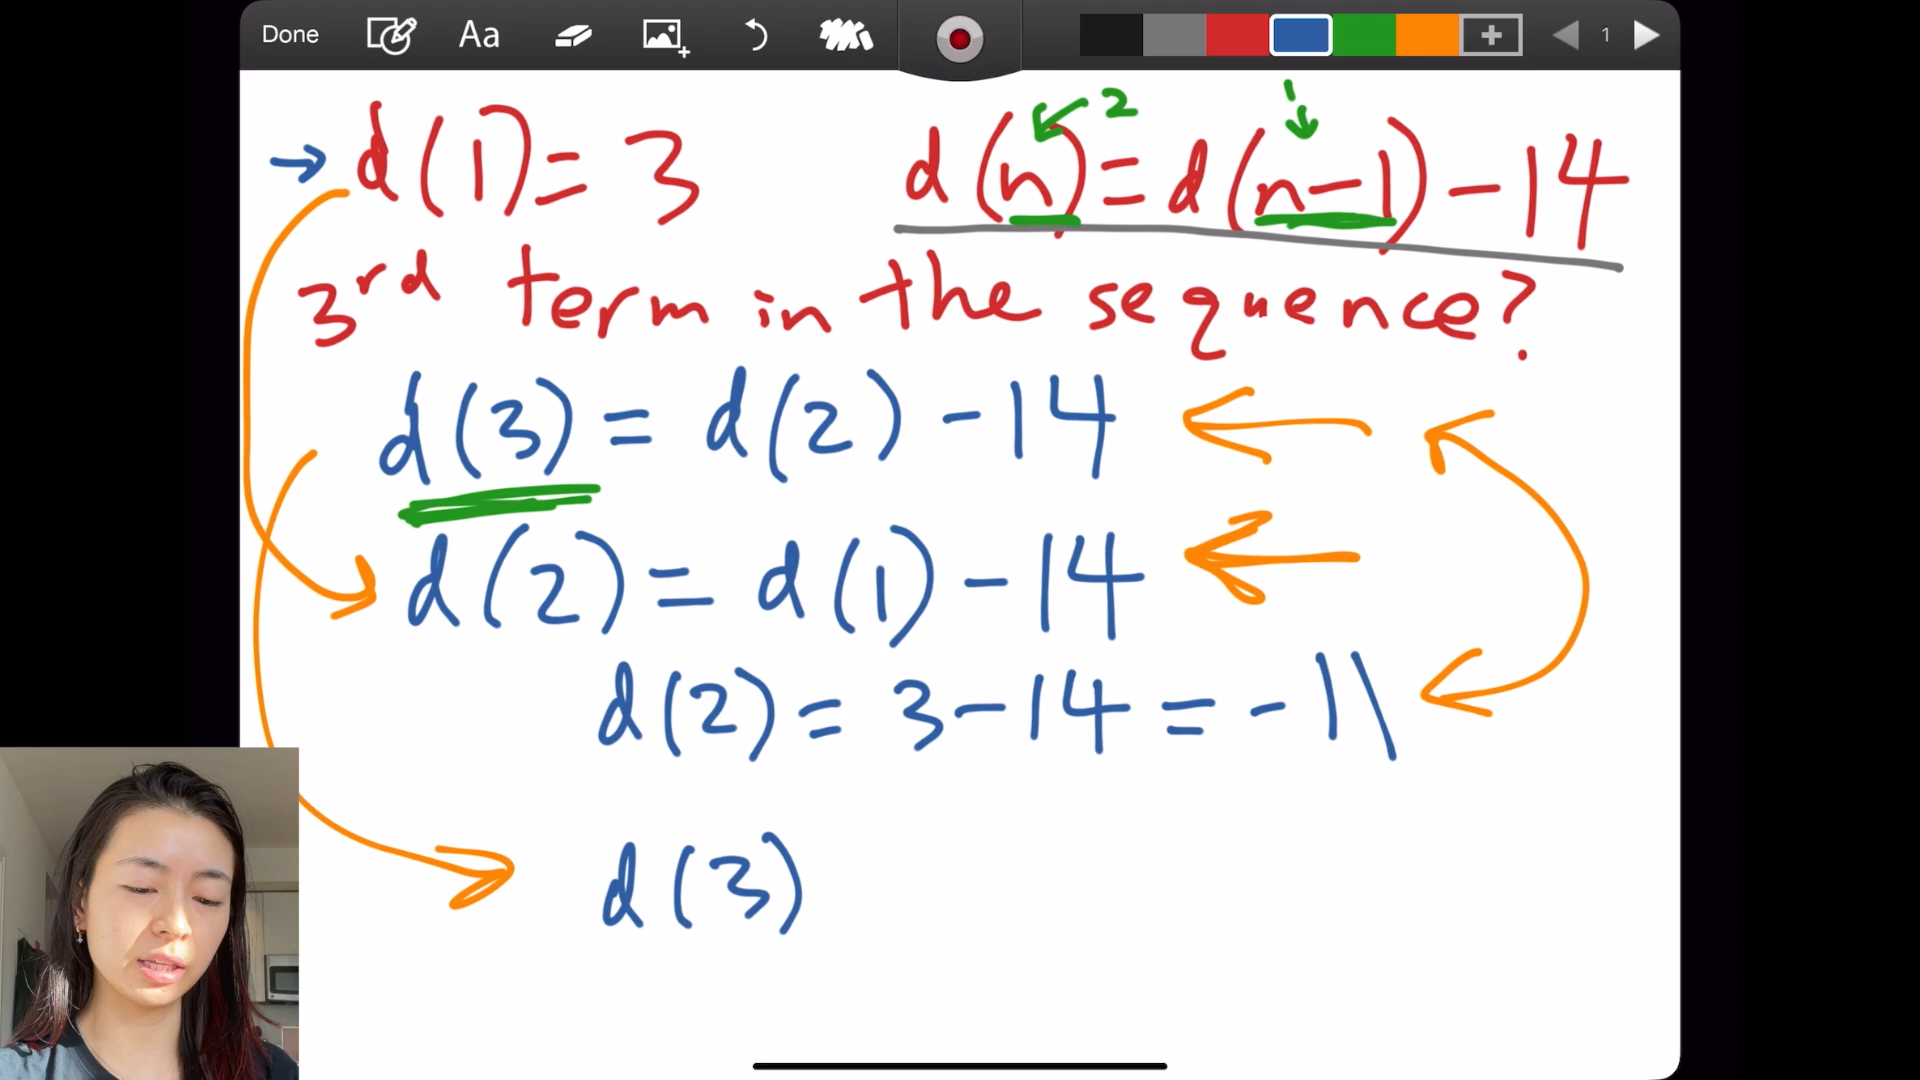 Done Aa 1
d(1) = 3 d(n) = d(n-1) - 14
2 1
3rd term in the sequence?
d(3) = d(2) - 14
d(2) = d(1) - 14
d(2) = 3 - 14 = -11
d(3)